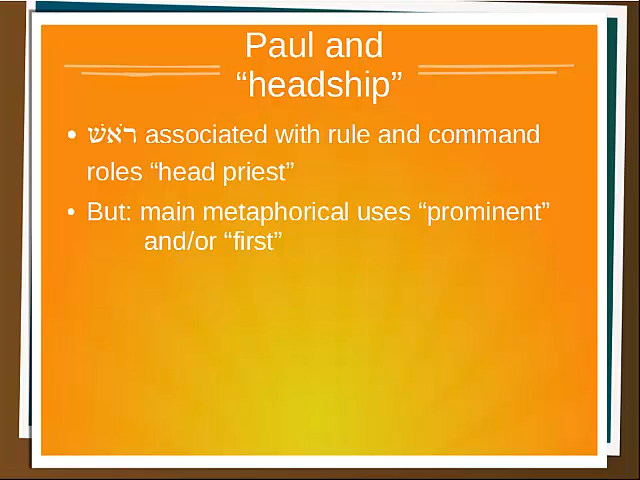 Paul and
“headship”
• רֹאשׁ associated with rule and command
roles “head priest”
• But: main metaphorical uses “prominent”
and/or “first”